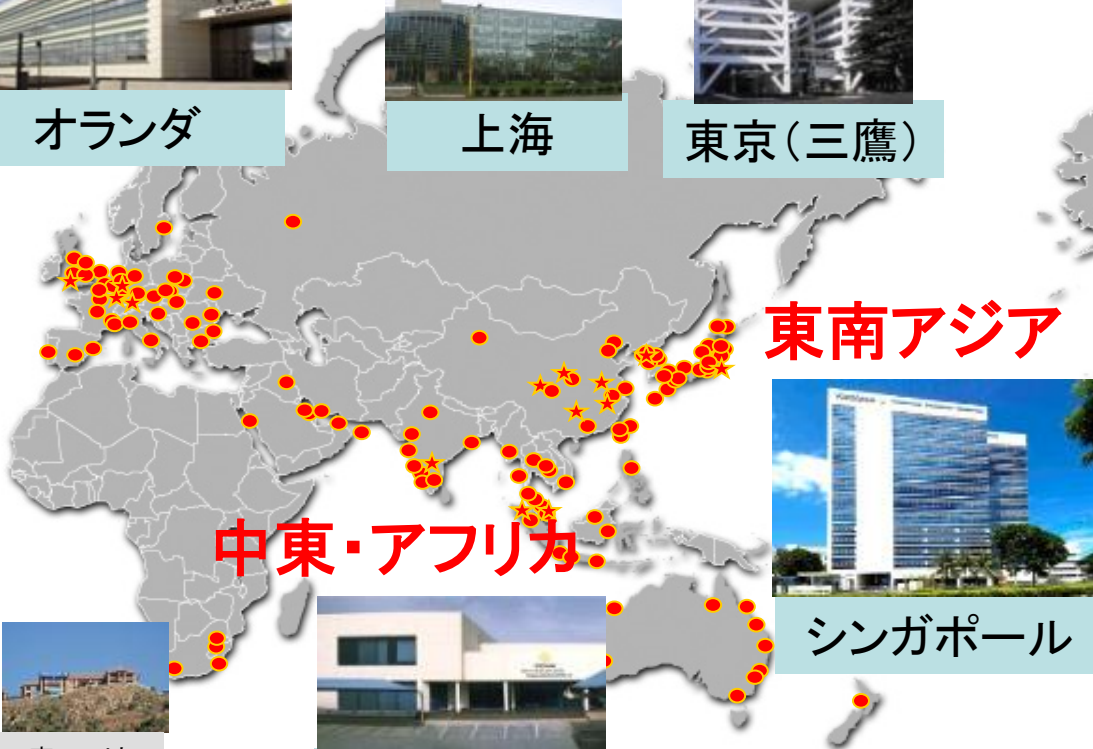 オランダ
上海
東京(三鷹)
東南アジア
中東・アフリカ
シンガポール